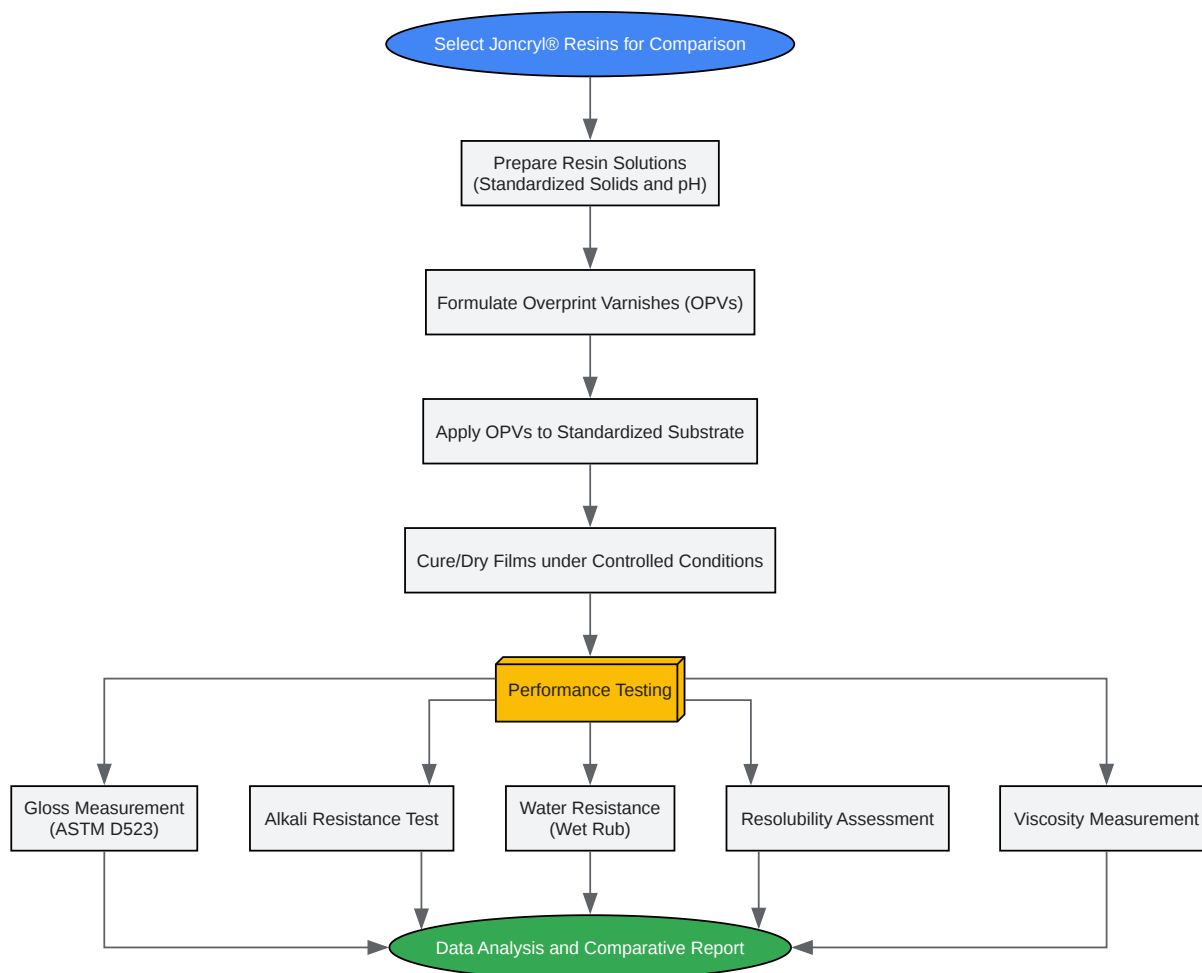 Select Joncryl® Resins for Comparison
Prepare Resin Solutions
(Standardized Solids and pH)
Formulate Overprint Varnishes (OPVs)
Apply OPVs to Standardized Substrate
Cure/Dry Films under Controlled Conditions
Performance Testing
Gloss Measurement
(ASTM D523)
Alkali Resistance Test
Water Resistance
(Wet Rub)
Resolubility Assessment
Viscosity Measurement
Data Analysis and Comparative Report